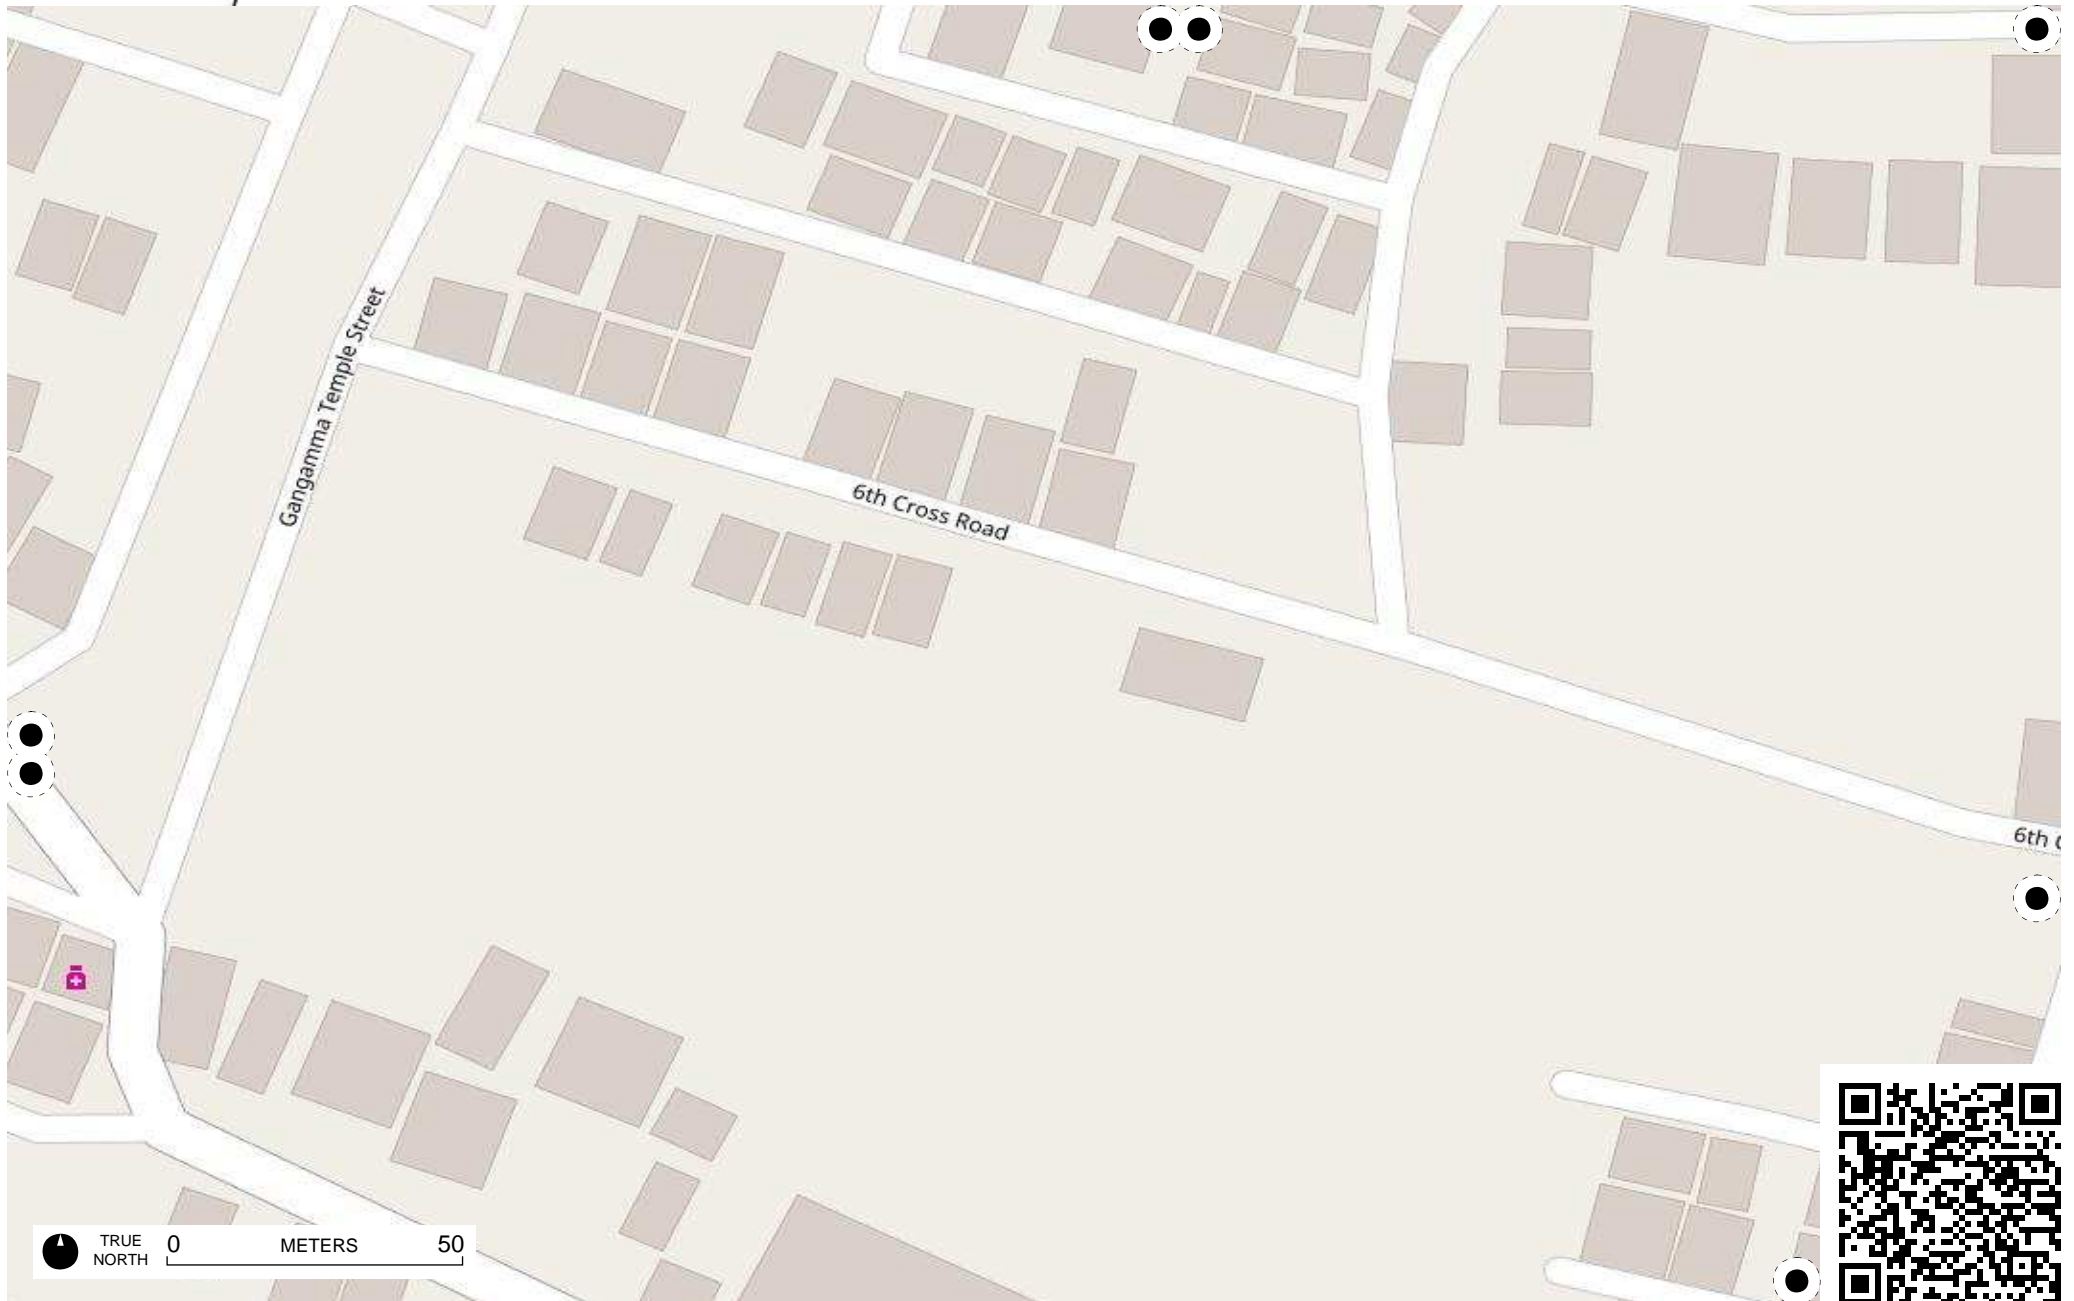 Gangamma Temple Street
6th Cross Road
6th
TRUE
NORTH
0 METERS 50